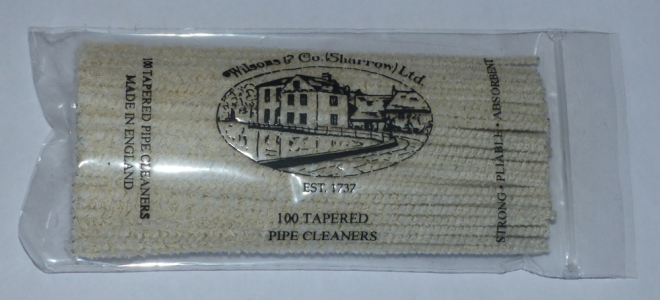 Wilsons & Co. (Sharrow) Ltd.
EST. 1737
100 TAPERED
PIPE CLEANERS
100 TAPERED PIPE CLEANERS
MADE IN ENGLAND
STRONG • PLIABLE • ABSORBENT